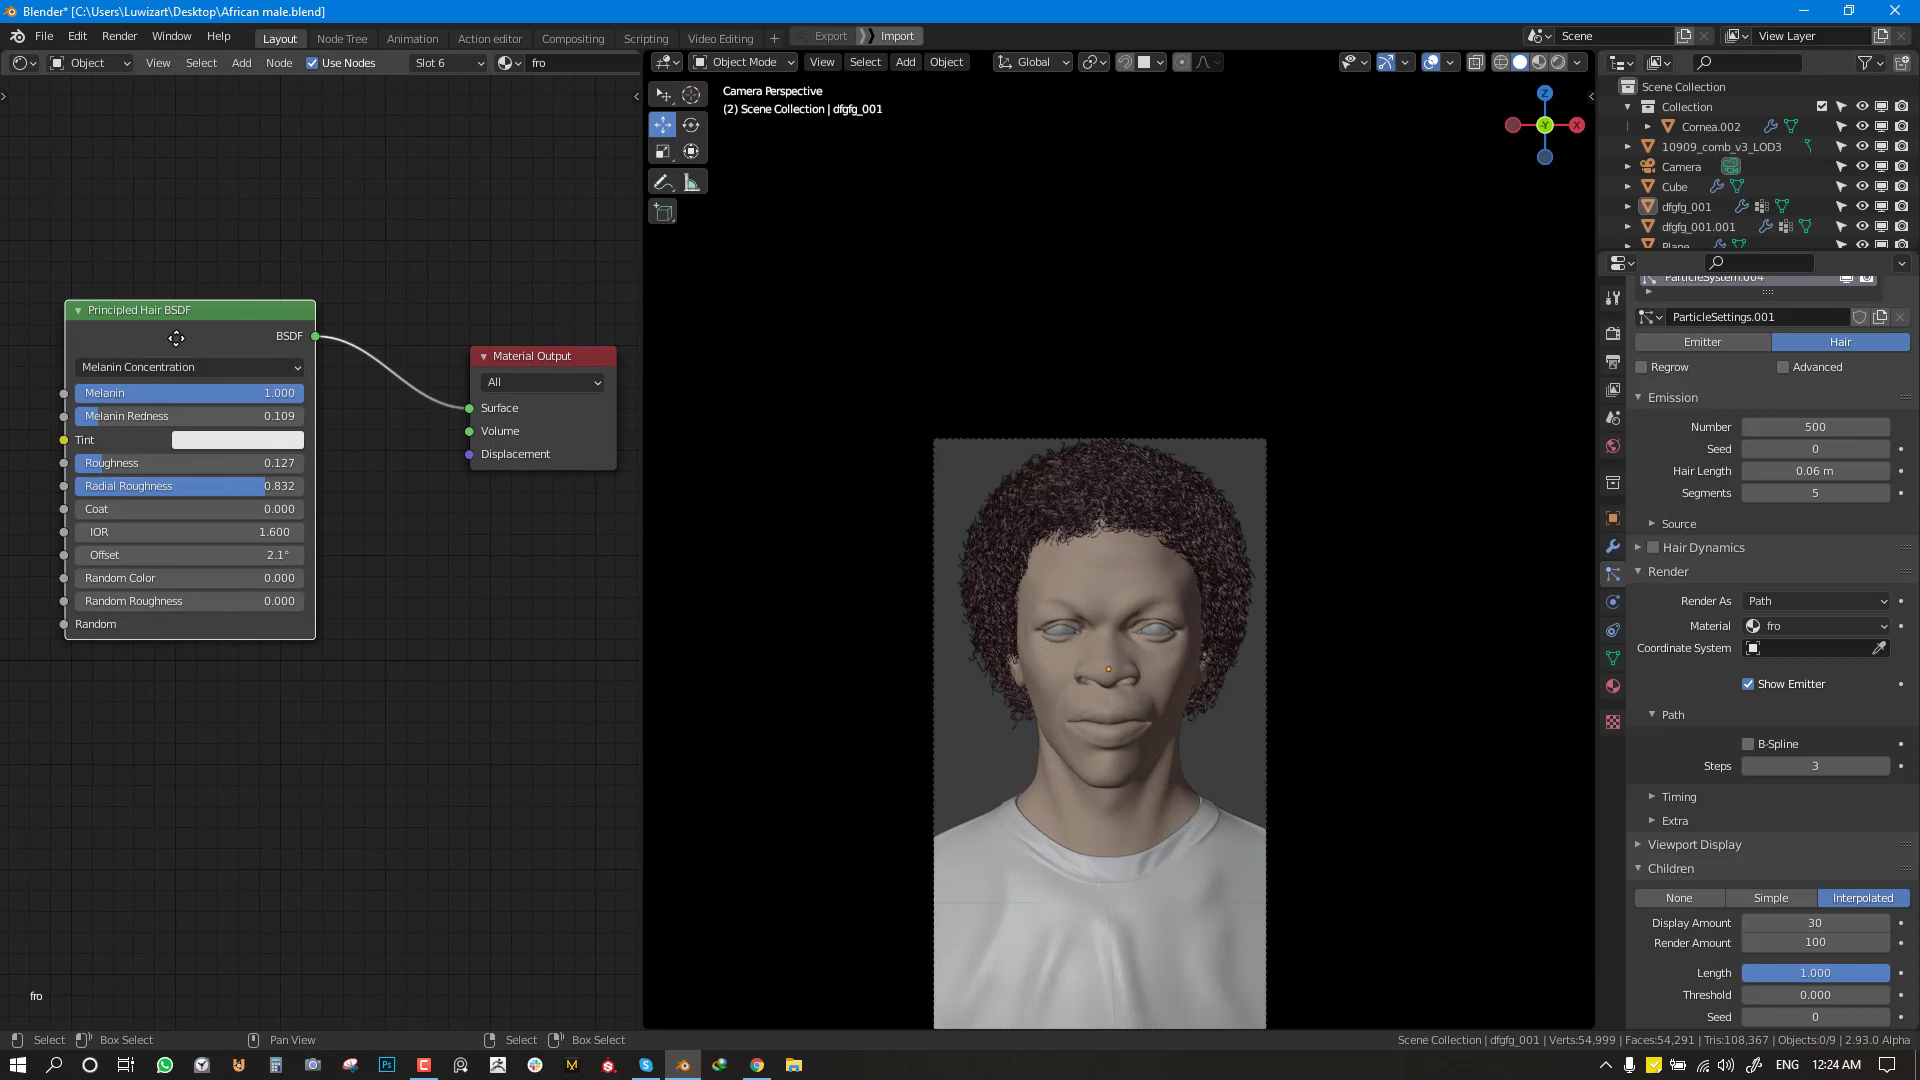 Blender* [C:\Users\Luwizart\Desktop\African male.blend]
File Edit Render Window Help
Layout Node Tree Animation Action editor Compositing Scripting Video Editing + Export Import Scene View Layer
Object View Select Add Node Use Nodes Slot 6 fro
Object Mode View Select Add Object Global
Camera Perspective
(2) Scene Collection | dfgfg_001
Z
Y
X
Principled Hair BSDF
BSDF
Melanin Concentration
Melanin 1.000
Melanin Redness 0.109
Tint
Roughness 0.127
Radial Roughness 0.832
Coat 0.000
IOR 1.600
Offset 2.1°
Random Color 0.000
Random Roughness 0.000
Random
Material Output
All
Surface
Volume
Displacement
fro
Scene Collection
Collection
Cornea.002
10909_comb_v3_LOD3
Camera
Cube
dfgfg_001
dfgfg_001.001
Plane
ParticleSystem.004
ParticleSettings.001
Emitter Hair
Regrow Advanced
Emission
Number 500
Seed 0
Hair Length 0.06 m
Segments 5
Source
Hair Dynamics
Render
Render As Path
Material fro
Coordinate System
Show Emitter
Path
B-Spline
Steps 3
Timing
Extra
Viewport Display
Children
None Simple Interpolated
Display Amount 30
Render Amount 100
Length 1.000
Threshold 0.000
Seed 0
Select Box Select Pan View Select Box Select
Scene Collection | dfgfg_001 | Verts:54,999 | Faces:54,291 | Tris:108,367 | Objects:0/9 | 2.93.0 Alpha
ENG 12:24 AM